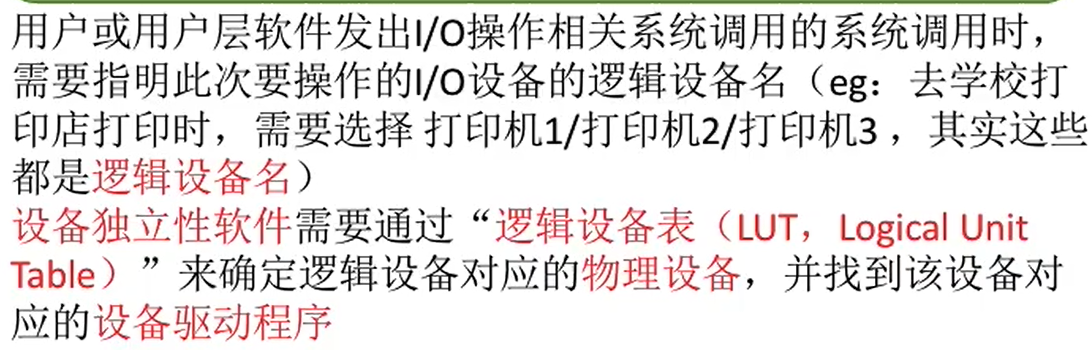 用户或用户层软件发出I/O操作相关系统调用的系统调用时，
需要指明此次要操作的I/O设备的逻辑设备名（eg：去学校打
印店打印时，需要选择 打印机1/打印机2/打印机3 ，其实这些
都是逻辑设备名）
设备独立性软件需要通过“逻辑设备表（LUT，Logical Unit
Table）”来确定逻辑设备对应的物理设备，并找到该设备对
应的设备驱动程序